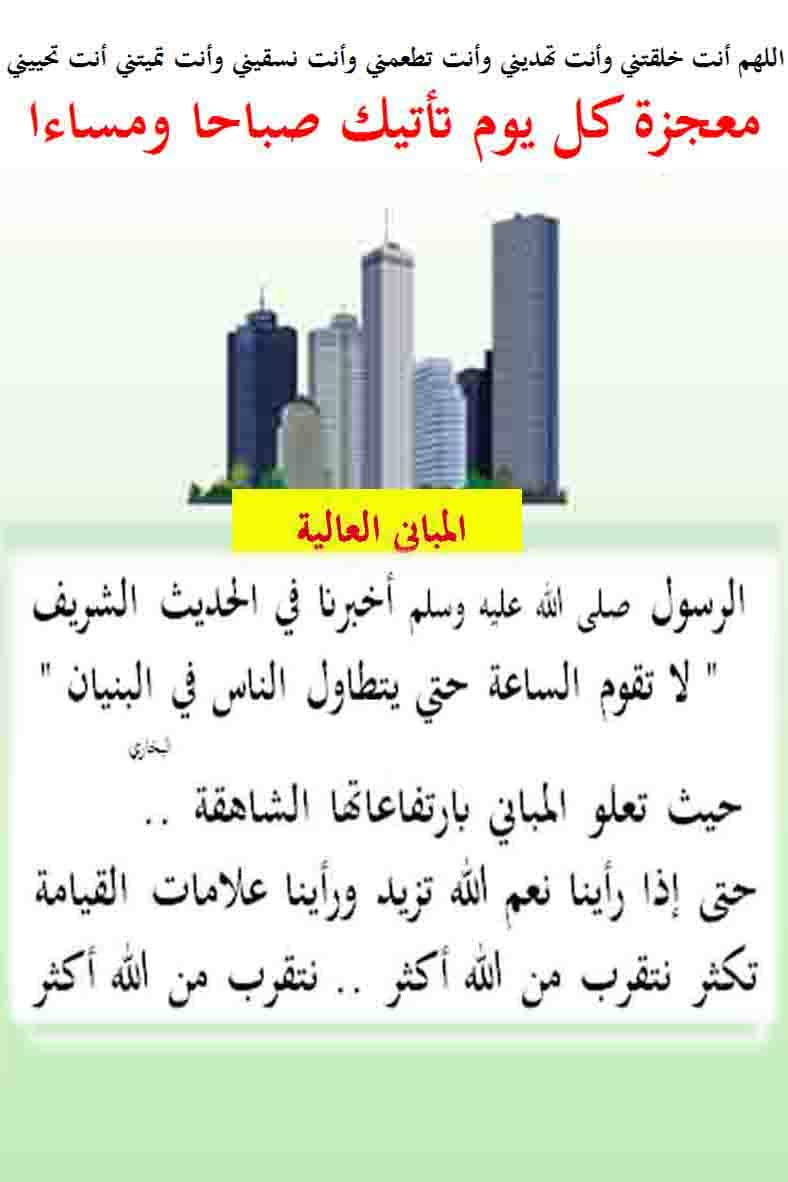 اللهم أنت خلقتني وأنت تهديني وأنت تطعمني وأنت نسقيني وأنت تميتني أنت تحييني
معجزة كل يوم تأتيك صباحا ومساءا
المبانى العالية
الرسول صلى الله عليه وسلم أخبرنا في الحديث الشريف
" لا تقوم الساعة حتي يتطاول الناس في البنيان "
البخاري
حيث تعلو المباني بارتفاعاتها الشاهقة ..
حتى إذا رأينا نعم الله تزيد ورأينا علامات القيامة
تكثر نتقرب من الله أكثر .. نتقرب من الله أكثر